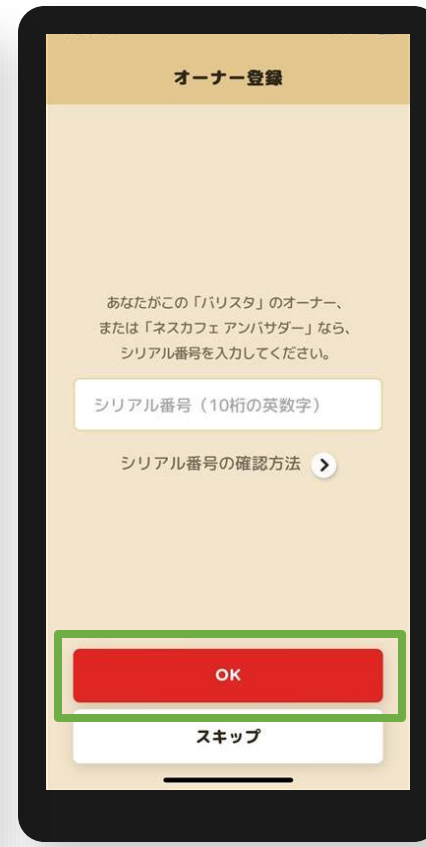 オーナー登録
あなたがこの「バリスタ」のオーナー、
または「ネスカフェ アンバサダー」なら、
シリアル番号を入力してください。
シリアル番号（10桁の英数字）
シリアル番号の確認方法
OK
スキップ